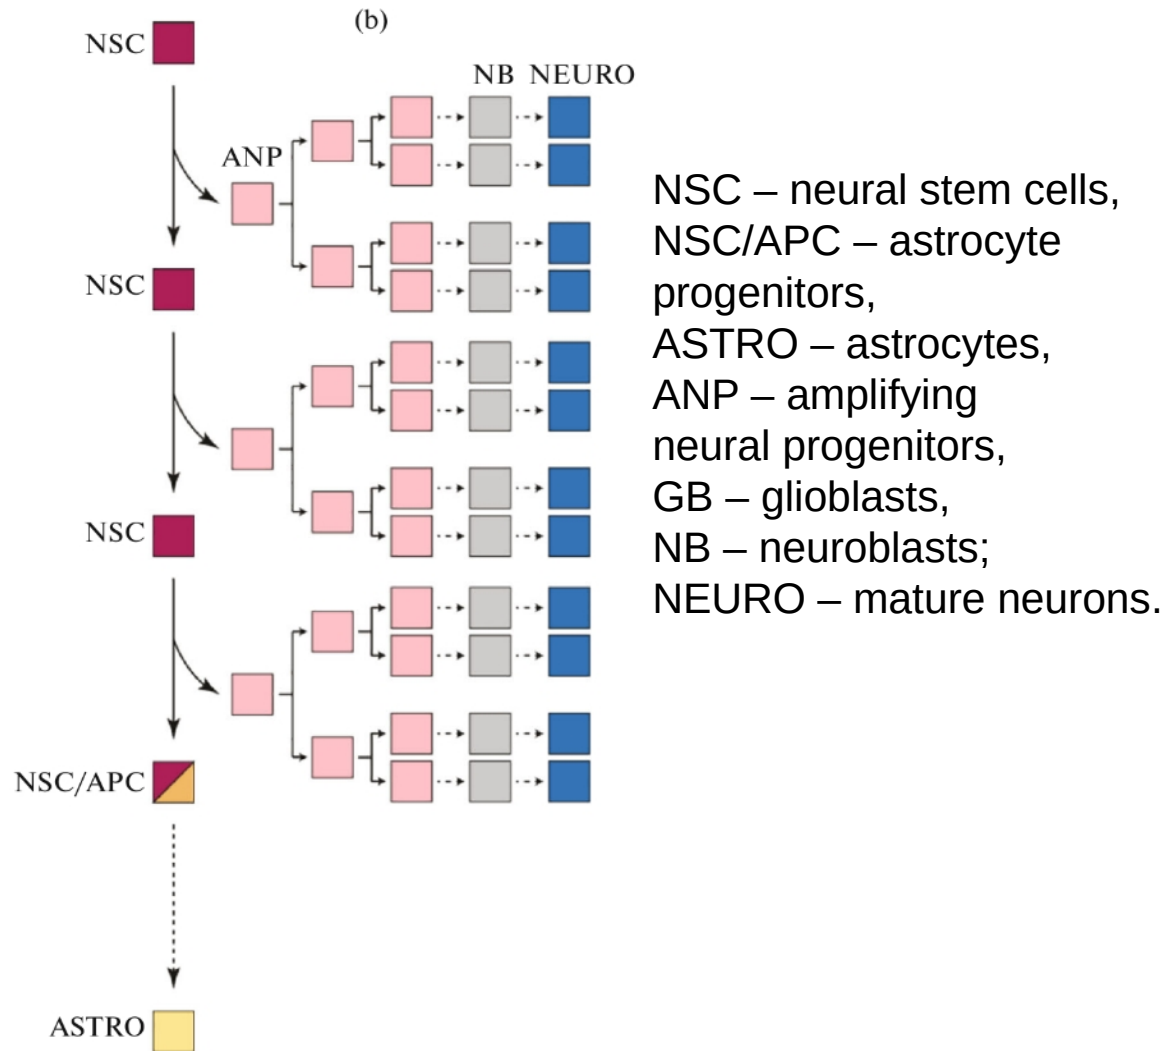 (b)
NSC
NB NEURO
ANP
NSC
NSC
NSC/APC
ASTRO
NSC – neural stem cells,
NSC/APC – astrocyte
progenitors,
ASTRO – astrocytes,
ANP – amplifying
neural progenitors,
GB – glioblasts,
NB – neuroblasts;
NEURO – mature neurons.